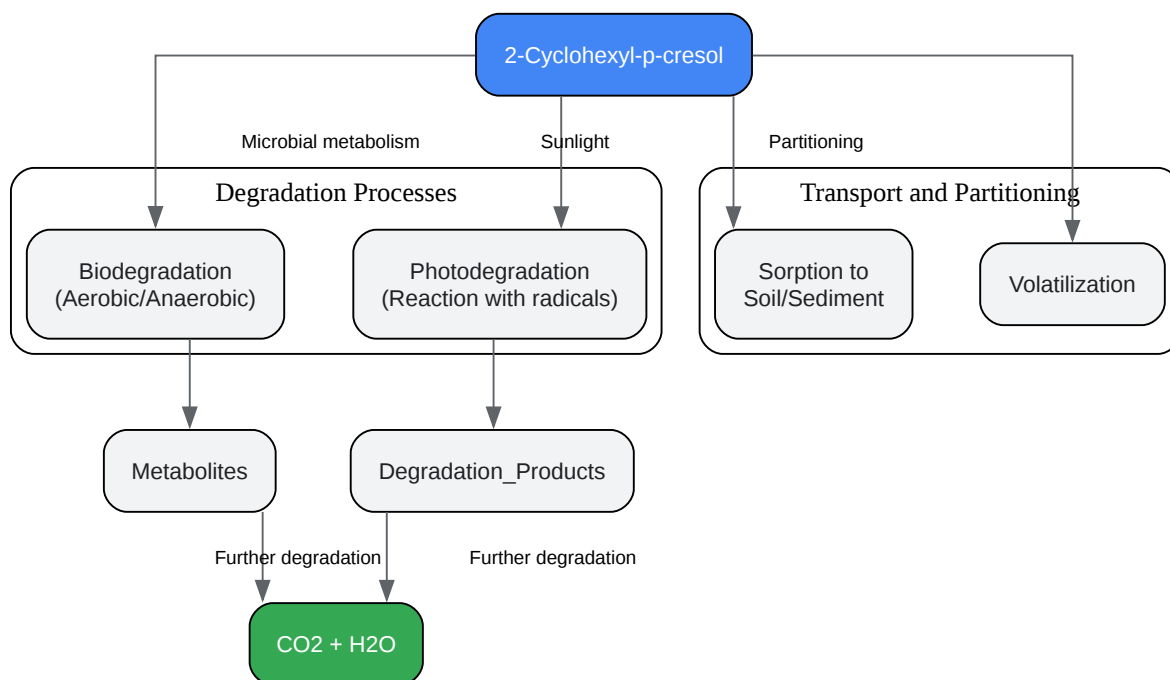 2-Cyclohexyl-p-cresol
Microbial metabolism
Sunlight
Partitioning
Degradation Processes
Transport and Partitioning
Biodegradation
(Aerobic/Anaerobic)
Photodegradation
(Reaction with radicals)
Sorption to
Soil/Sediment
Volatilization
Metabolites
Degradation_Products
Further degradation
Further degradation
CO2 + H2O